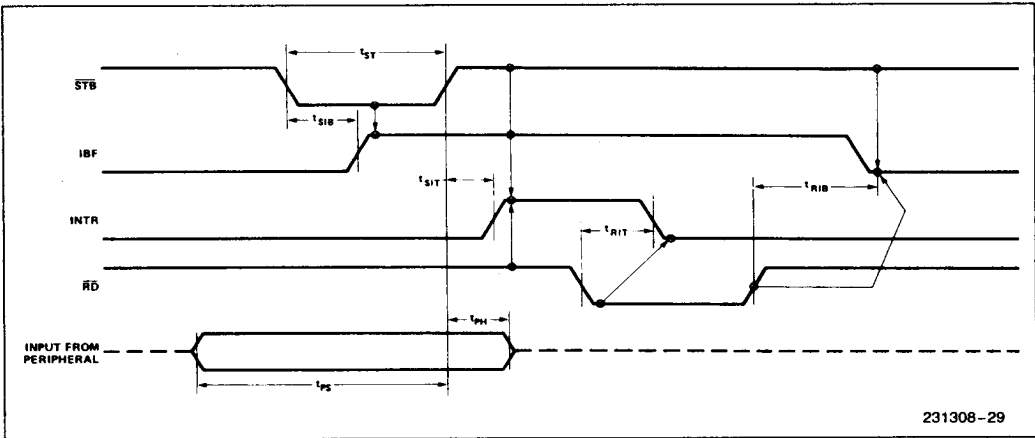 tST
STB
tSIB
IBF
tSIT
tRIB
INTR
tRIT
RD
tPH
INPUT FROM
PERIPHERAL
tPS
231308-29